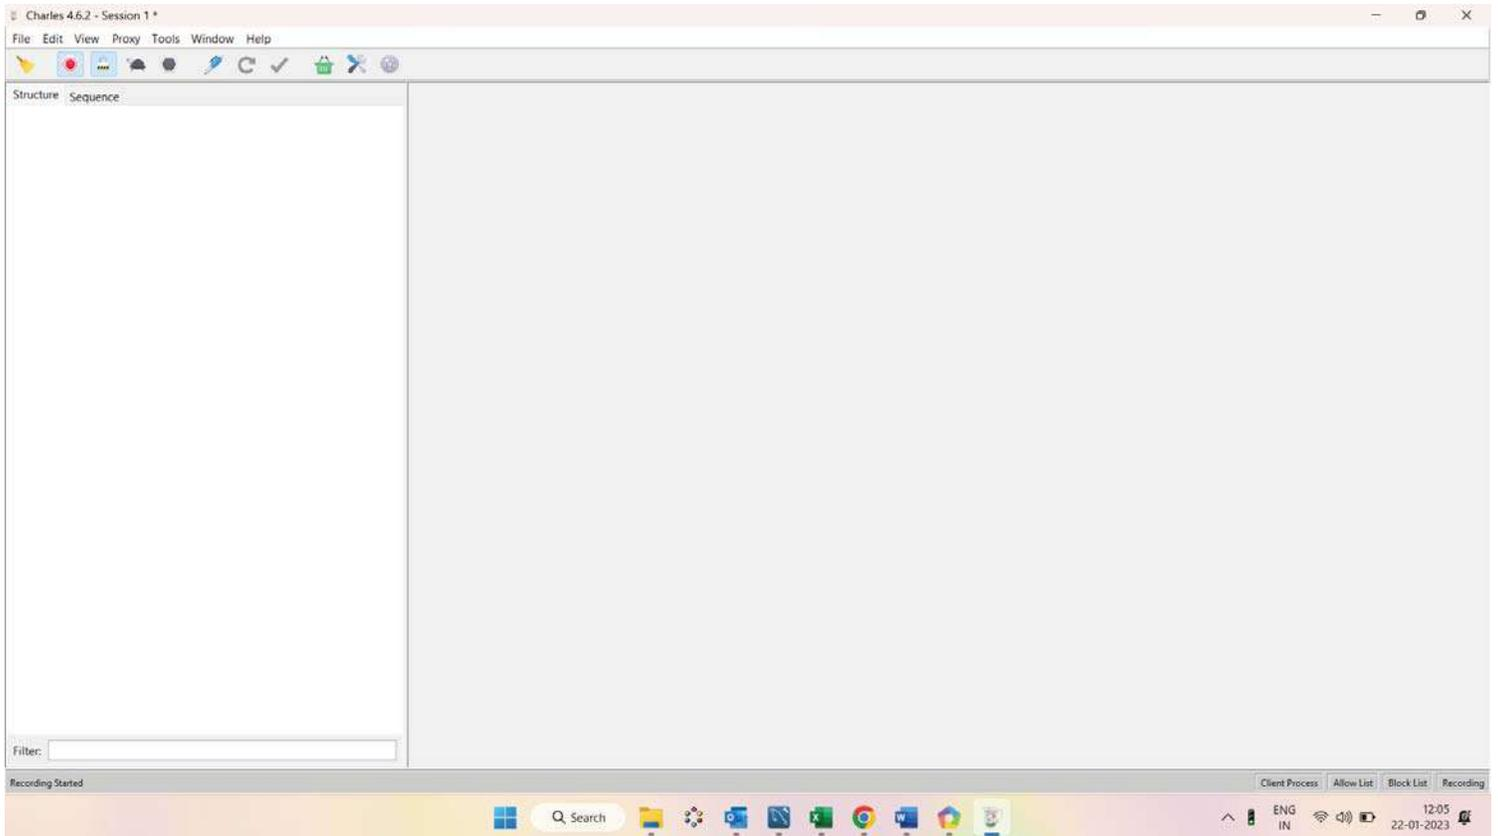 Charles 4.6.2 - Session 1 *
File Edit View Proxy Tools Window Help
Structure Sequence
Filter:
Recording Started Client Process Allow List Block List Recording
Search
ENG
IN
12:05
22-01-2023